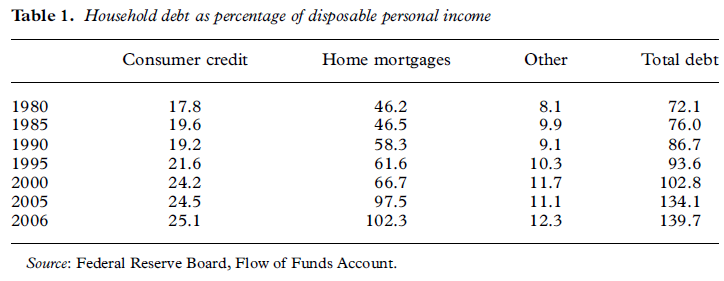 Table 1. Household debt as percentage of disposable personal income
Consumer credit Home mortgages Other Total debt
1980 17.8 46.2 8.1 72.1
1985 19.6 46.5 9.9 76.0
1990 19.2 58.3 9.1 86.7
1995 21.6 61.6 10.3 93.6
2000 24.2 66.7 11.7 102.8
2005 24.5 97.5 11.1 134.1
2006 25.1 102.3 12.3 139.7
Source: Federal Reserve Board, Flow of Funds Account.